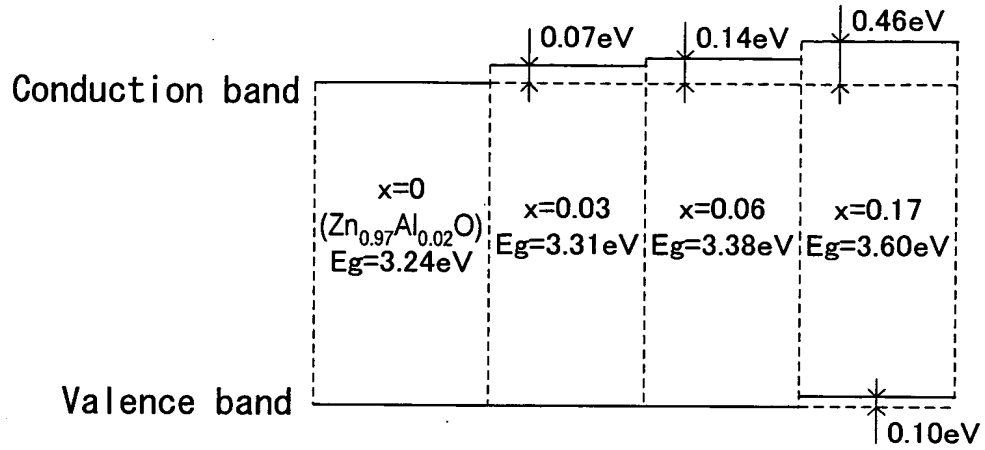 0.07eV
0.14eV
0.46eV
Conduction band
x=0
(Zn₀.₉₇Al₀.₀₂O)
Eg=3.24eV
x=0.03
Eg=3.31eV
x=0.06
Eg=3.38eV
x=0.17
Eg=3.60eV
Valence band
0.10eV